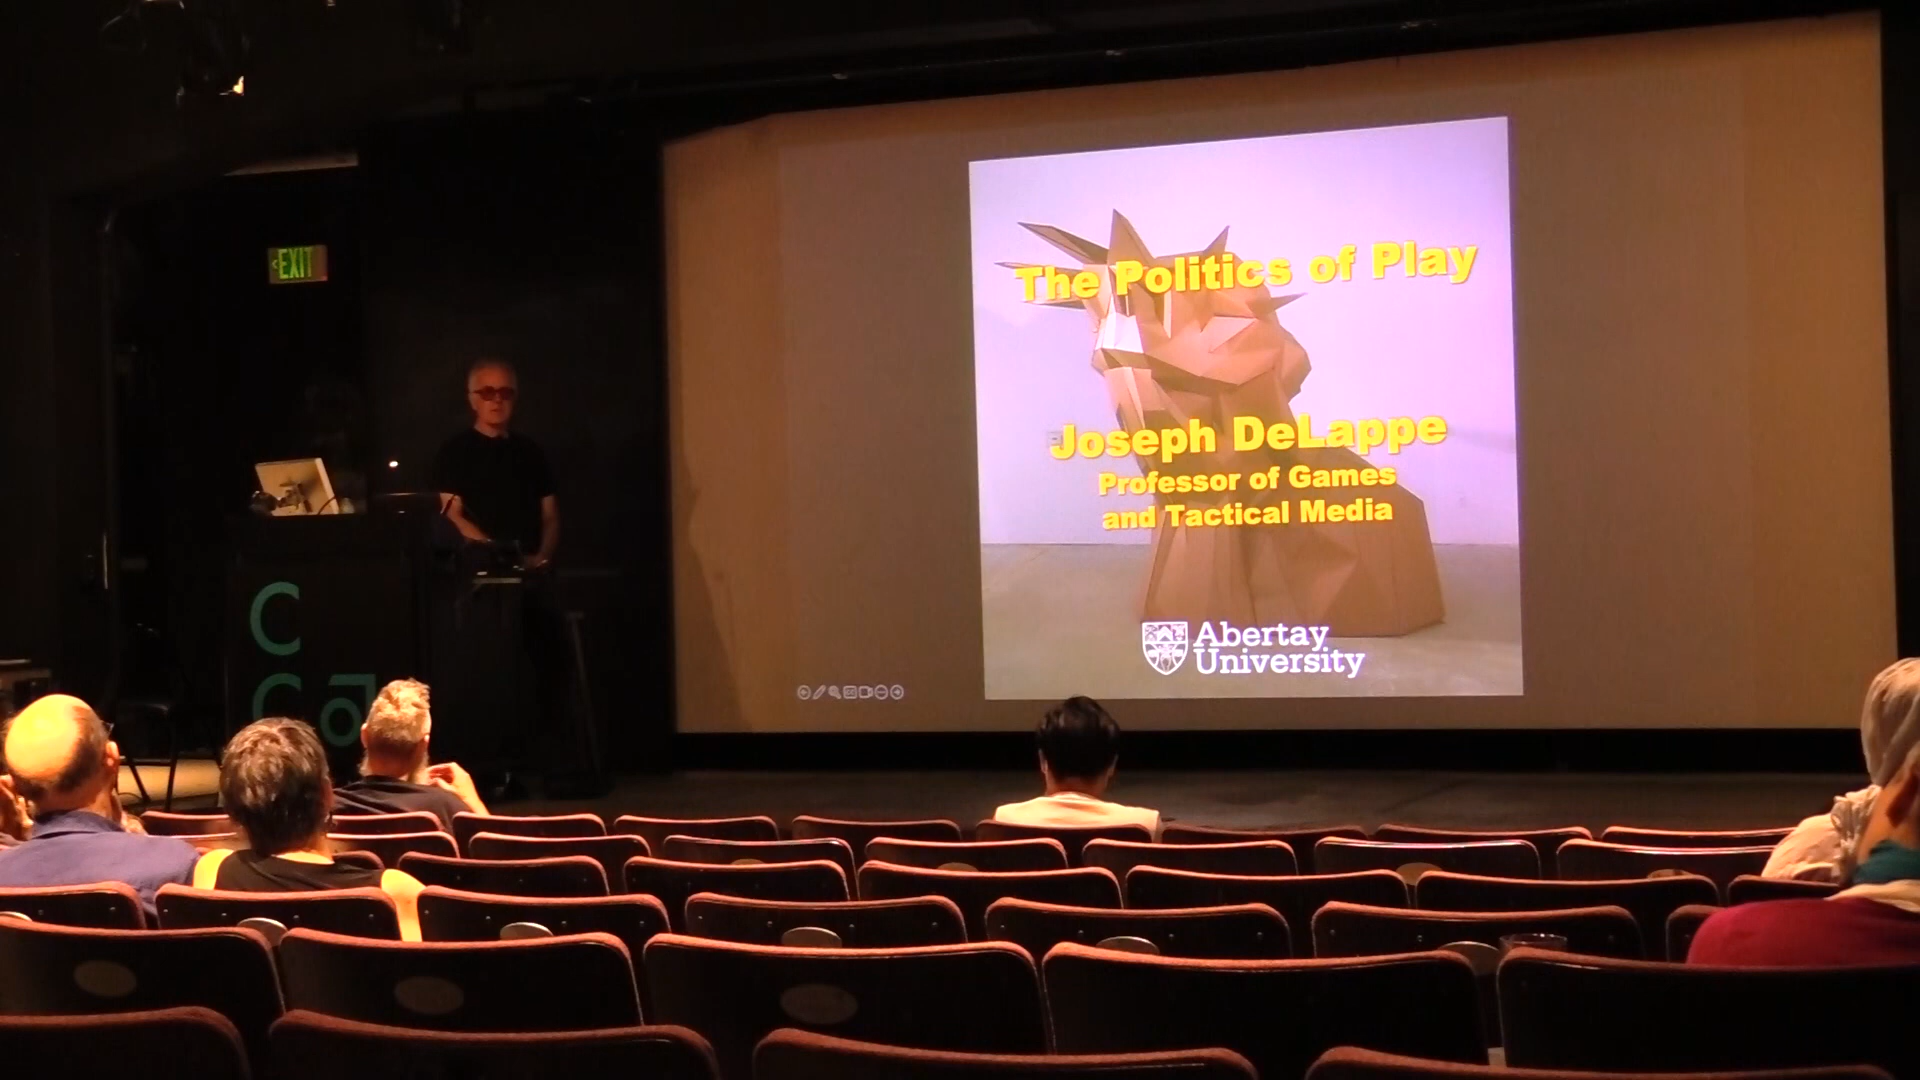 <EXIT
The Politics of Play
Joseph DeLappe
Professor of Games
and Tactical Media
Abertay
University
C
C a